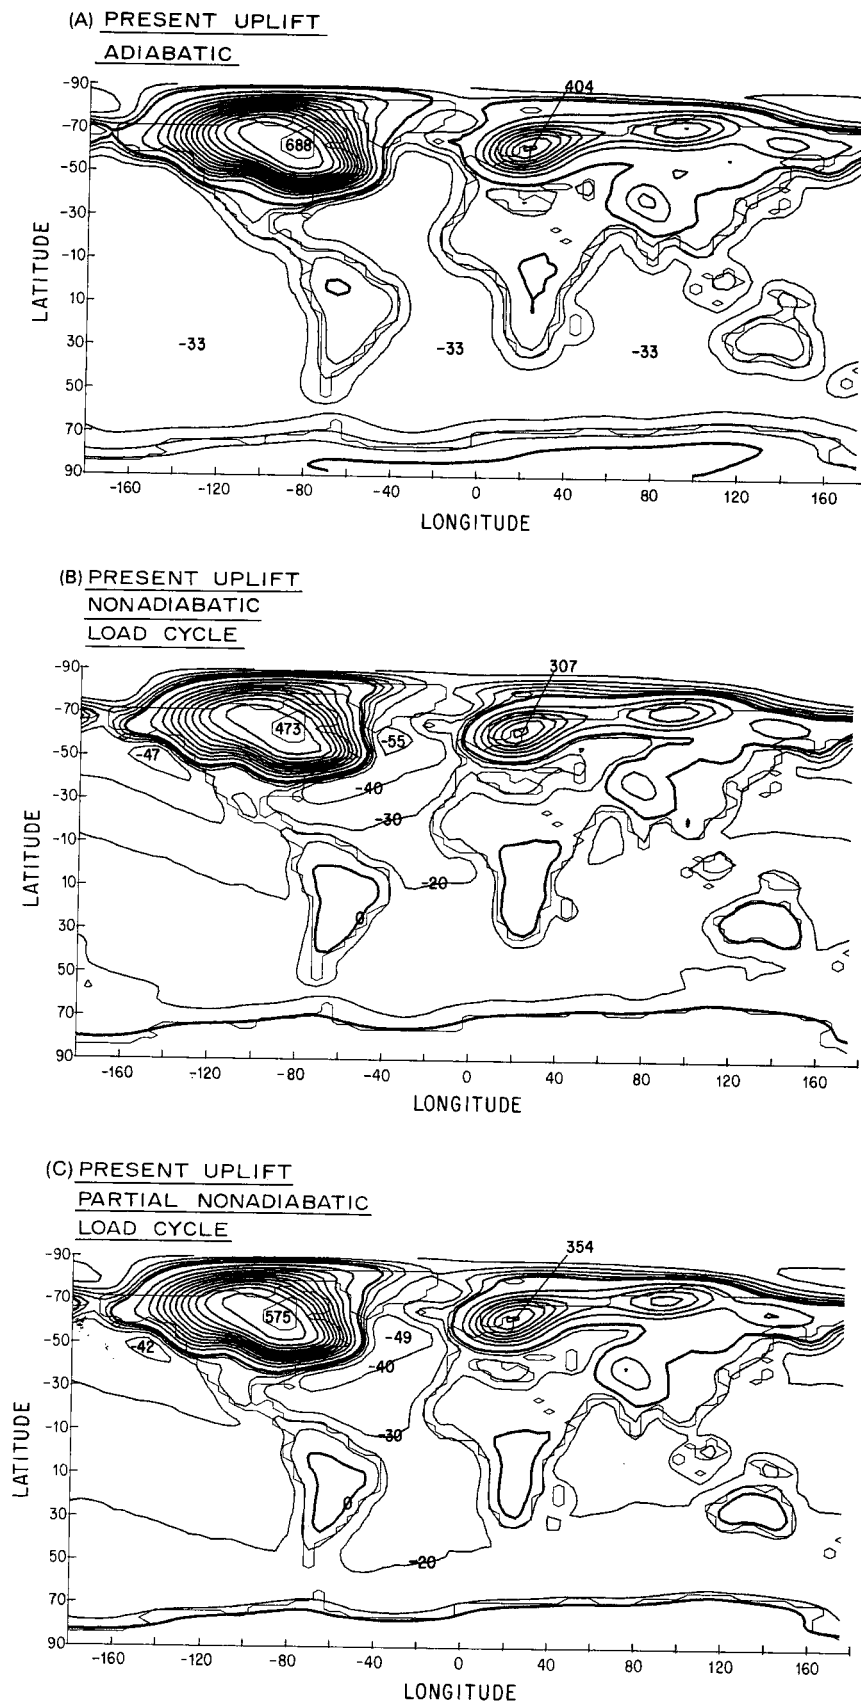 (A) PRESENT UPLIFT
ADIABATIC
404
-90
-70
688
-50
-30
-10
LATITUDE
10
30
-33 -33 -33
50
70
90
-160 -120 -80 -40 0 40 80 120 160
LONGITUDE
(B) PRESENT UPLIFT
NONADIABATIC
LOAD CYCLE
307
-90
-70
473
-55
-50
-47
-40
-30
-30
-10
LATITUDE
-20
10
0
30
50
70
90
-160 -120 -80 -40 0 40 80 120 160
LONGITUDE
(C) PRESENT UPLIFT
PARTIAL NONADIABATIC
LOAD CYCLE
354
-90
-70
575
-49
-50
-42
-40
-30
-30
-10
LATITUDE
10
0
30
-20
50
70
90
-160 -120 -80 -40 0 40 80 120 160
LONGITUDE